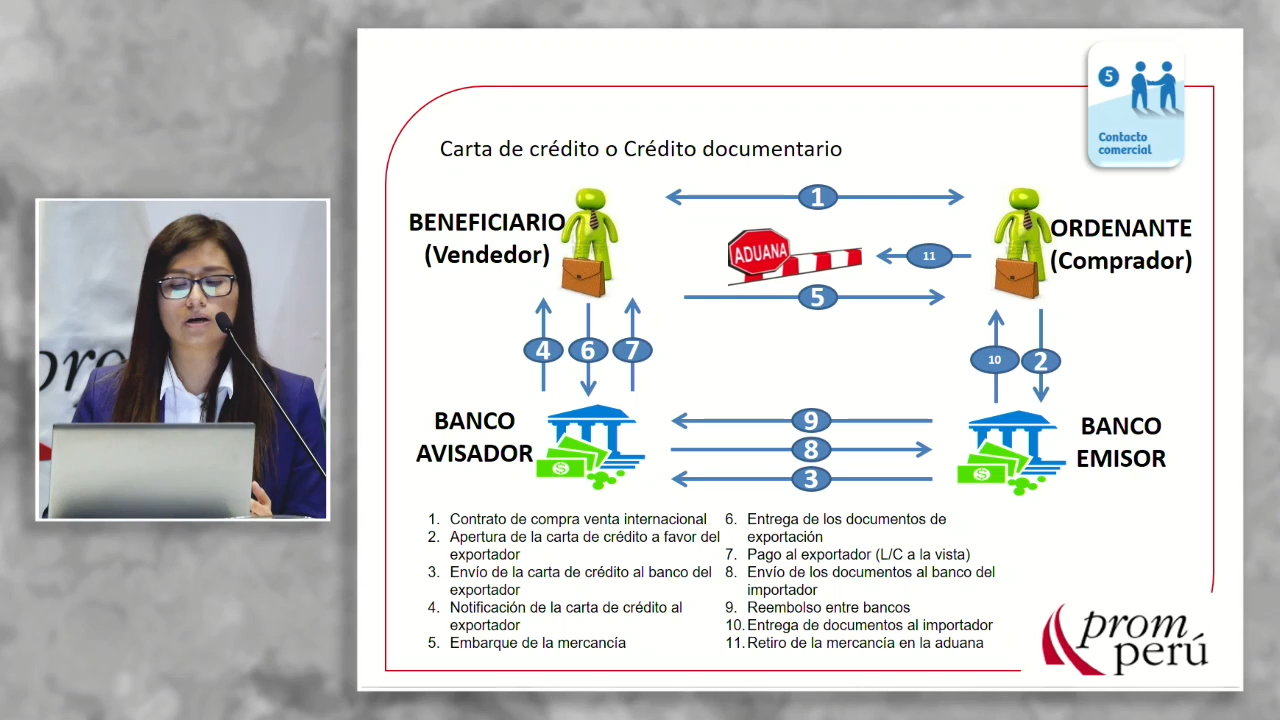 5
Contacto
comercial
Carta de crédito o Crédito documentario
1
BENEFICIARIO
(Vendedor)
ORDENANTE
(Comprador)
ADUANA
11
5
4
6
7
10
2
BANCO
AVISADOR
9
8
3
BANCO
EMISOR
1. Contrato de compra venta internacional
2. Apertura de la carta de crédito a favor del
exportador
3. Envío de la carta de crédito al banco del
exportador
4. Notificación de la carta de crédito al
exportador
5. Embarque de la mercancía
6. Entrega de los documentos de
exportación
7. Pago al exportador (L/C a la vista)
8. Envío de los documentos al banco del
importador
9. Reembolso entre bancos
10. Entrega de documentos al importador
11. Retiro de la mercancía en la aduana
prom
perú